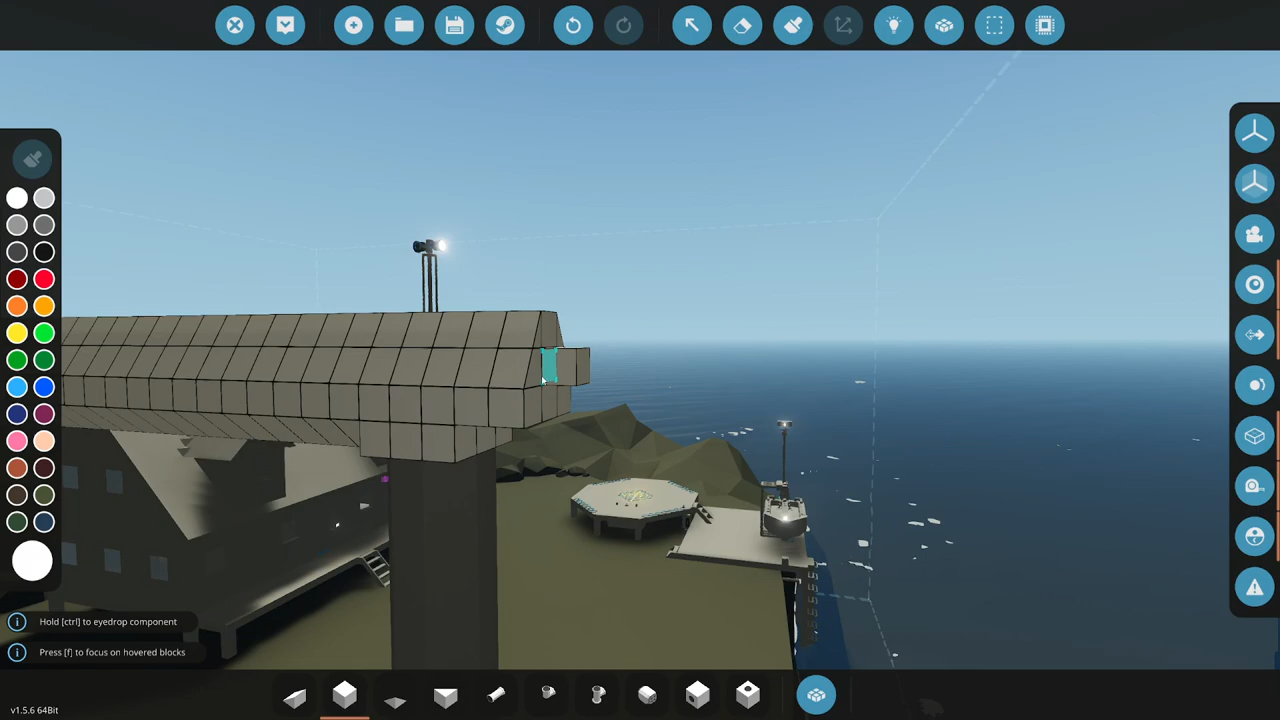 Hold [ctrl] to eyedrop component
Press [f] to focus on hovered blocks
v1.5.6 64Bit